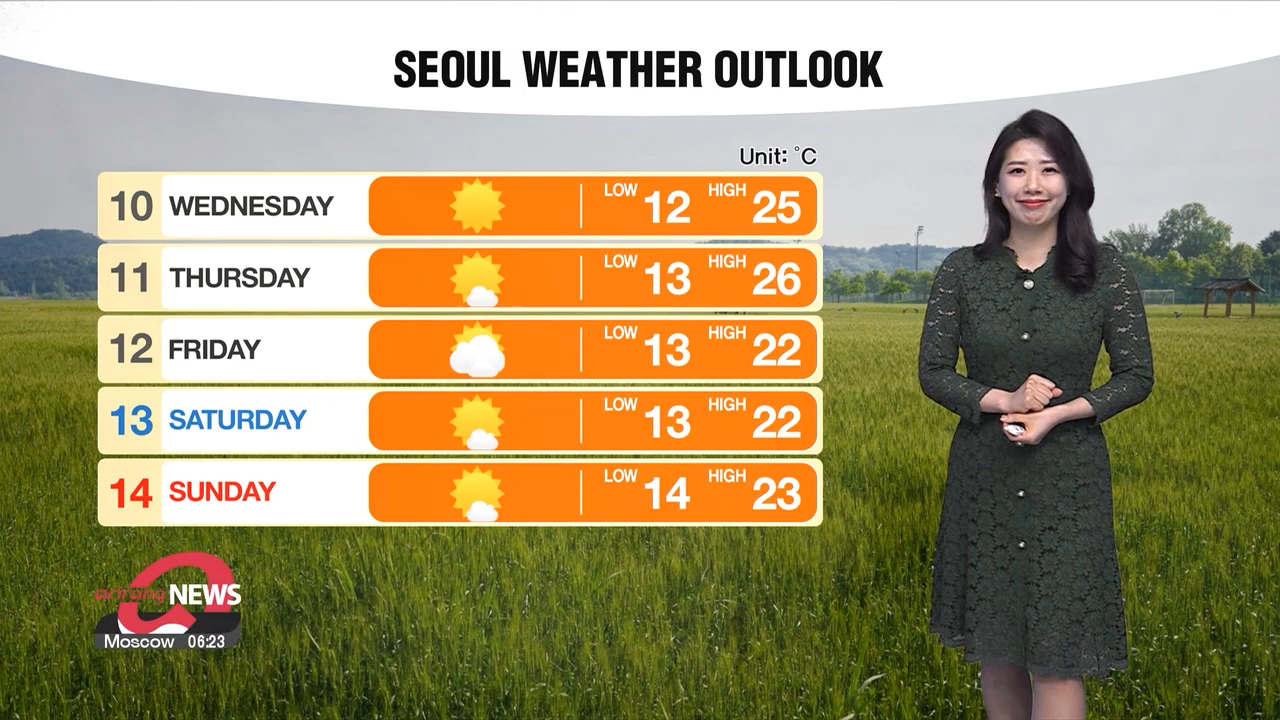 SEOUL WEATHER OUTLOOK
Unit: °C
10 WEDNESDAY LOW 12 HIGH 25
11 THURSDAY LOW 13 HIGH 26
12 FRIDAY LOW 13 HIGH 22
13 SATURDAY LOW 13 HIGH 22
14 SUNDAY LOW 14 HIGH 23
arirang NEWS
Moscow 06:23